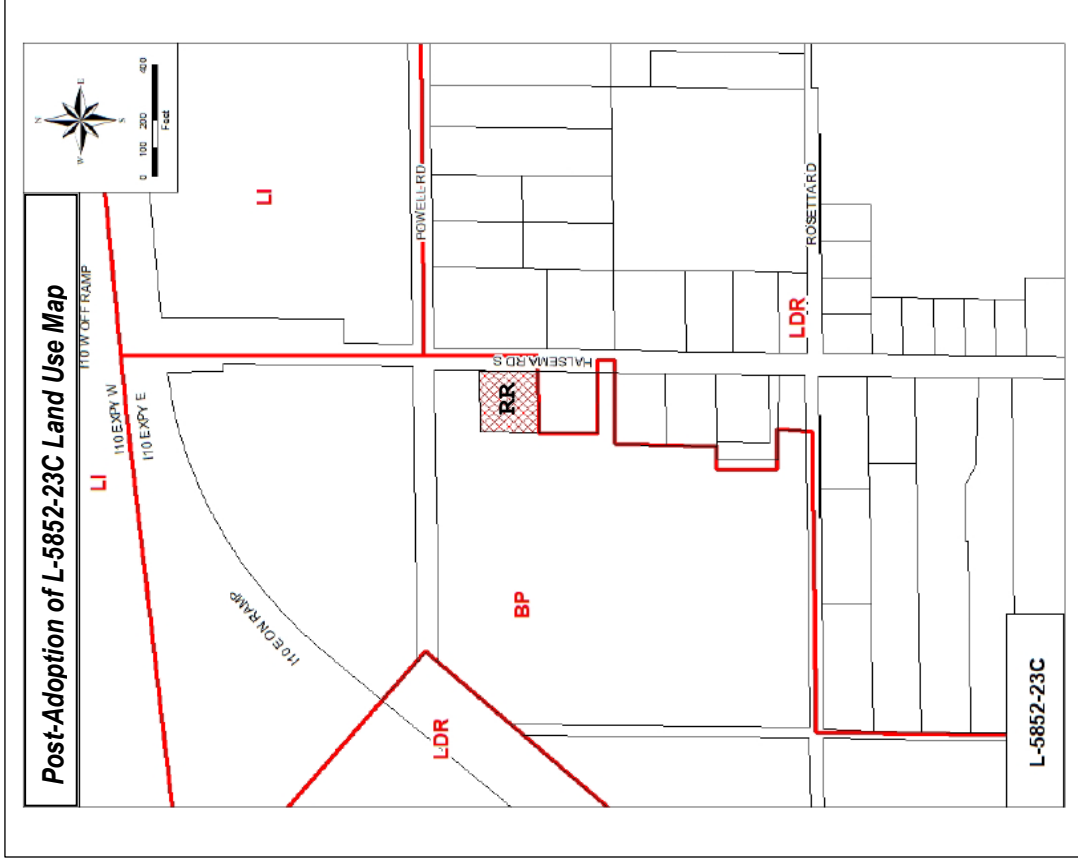 Post-Adoption of L-5852-23C Land Use Map
N
W
E
S
0 100 200 400
Feet
I10 W OFF RAMP
LI
I10 EXPY W
I10 EXPY E
LI
POWELL RD
I10 E ON RAMP
HALSEMA RD S
RR
BP
LDR
LDR
ROSETTA RD
L-5852-23C